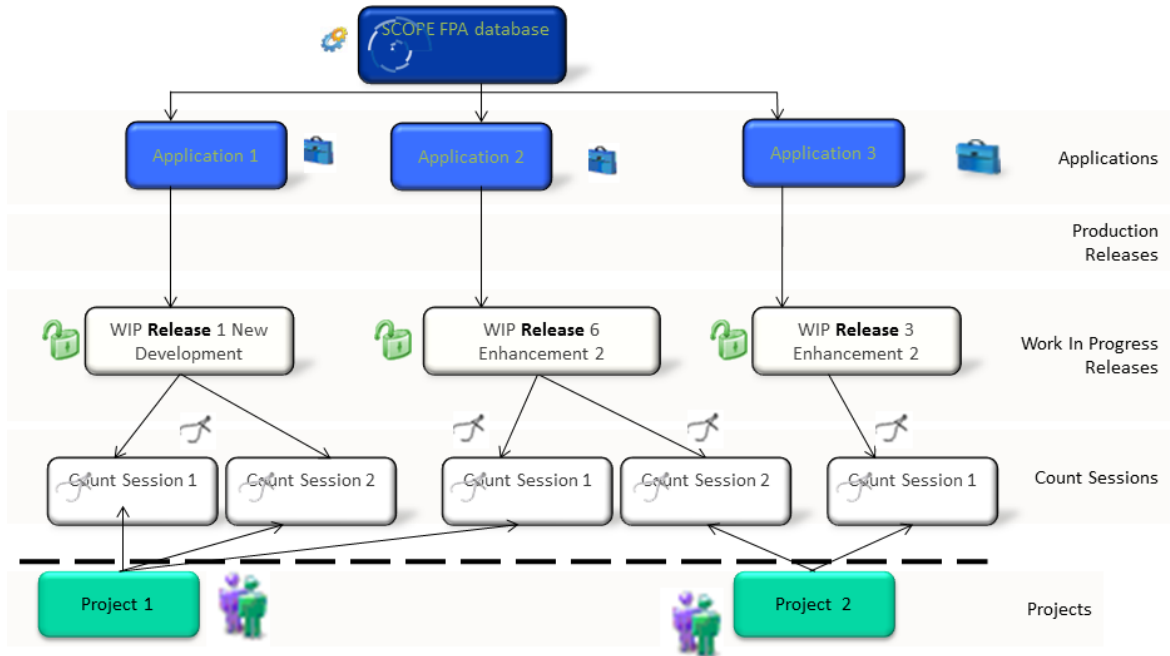 SCOPE FPA database
Application 1
Application 2
Application 3
Applications
Production
Releases
WIP Release 1 New
Development
WIP Release 6
Enhancement 2
WIP Release 3
Enhancement 2
Work In Progress
Releases
Count Session 1
Count Session 2
Count Session 1
Count Session 2
Count Session 1
Count Sessions
Project 1
Project 2
Projects